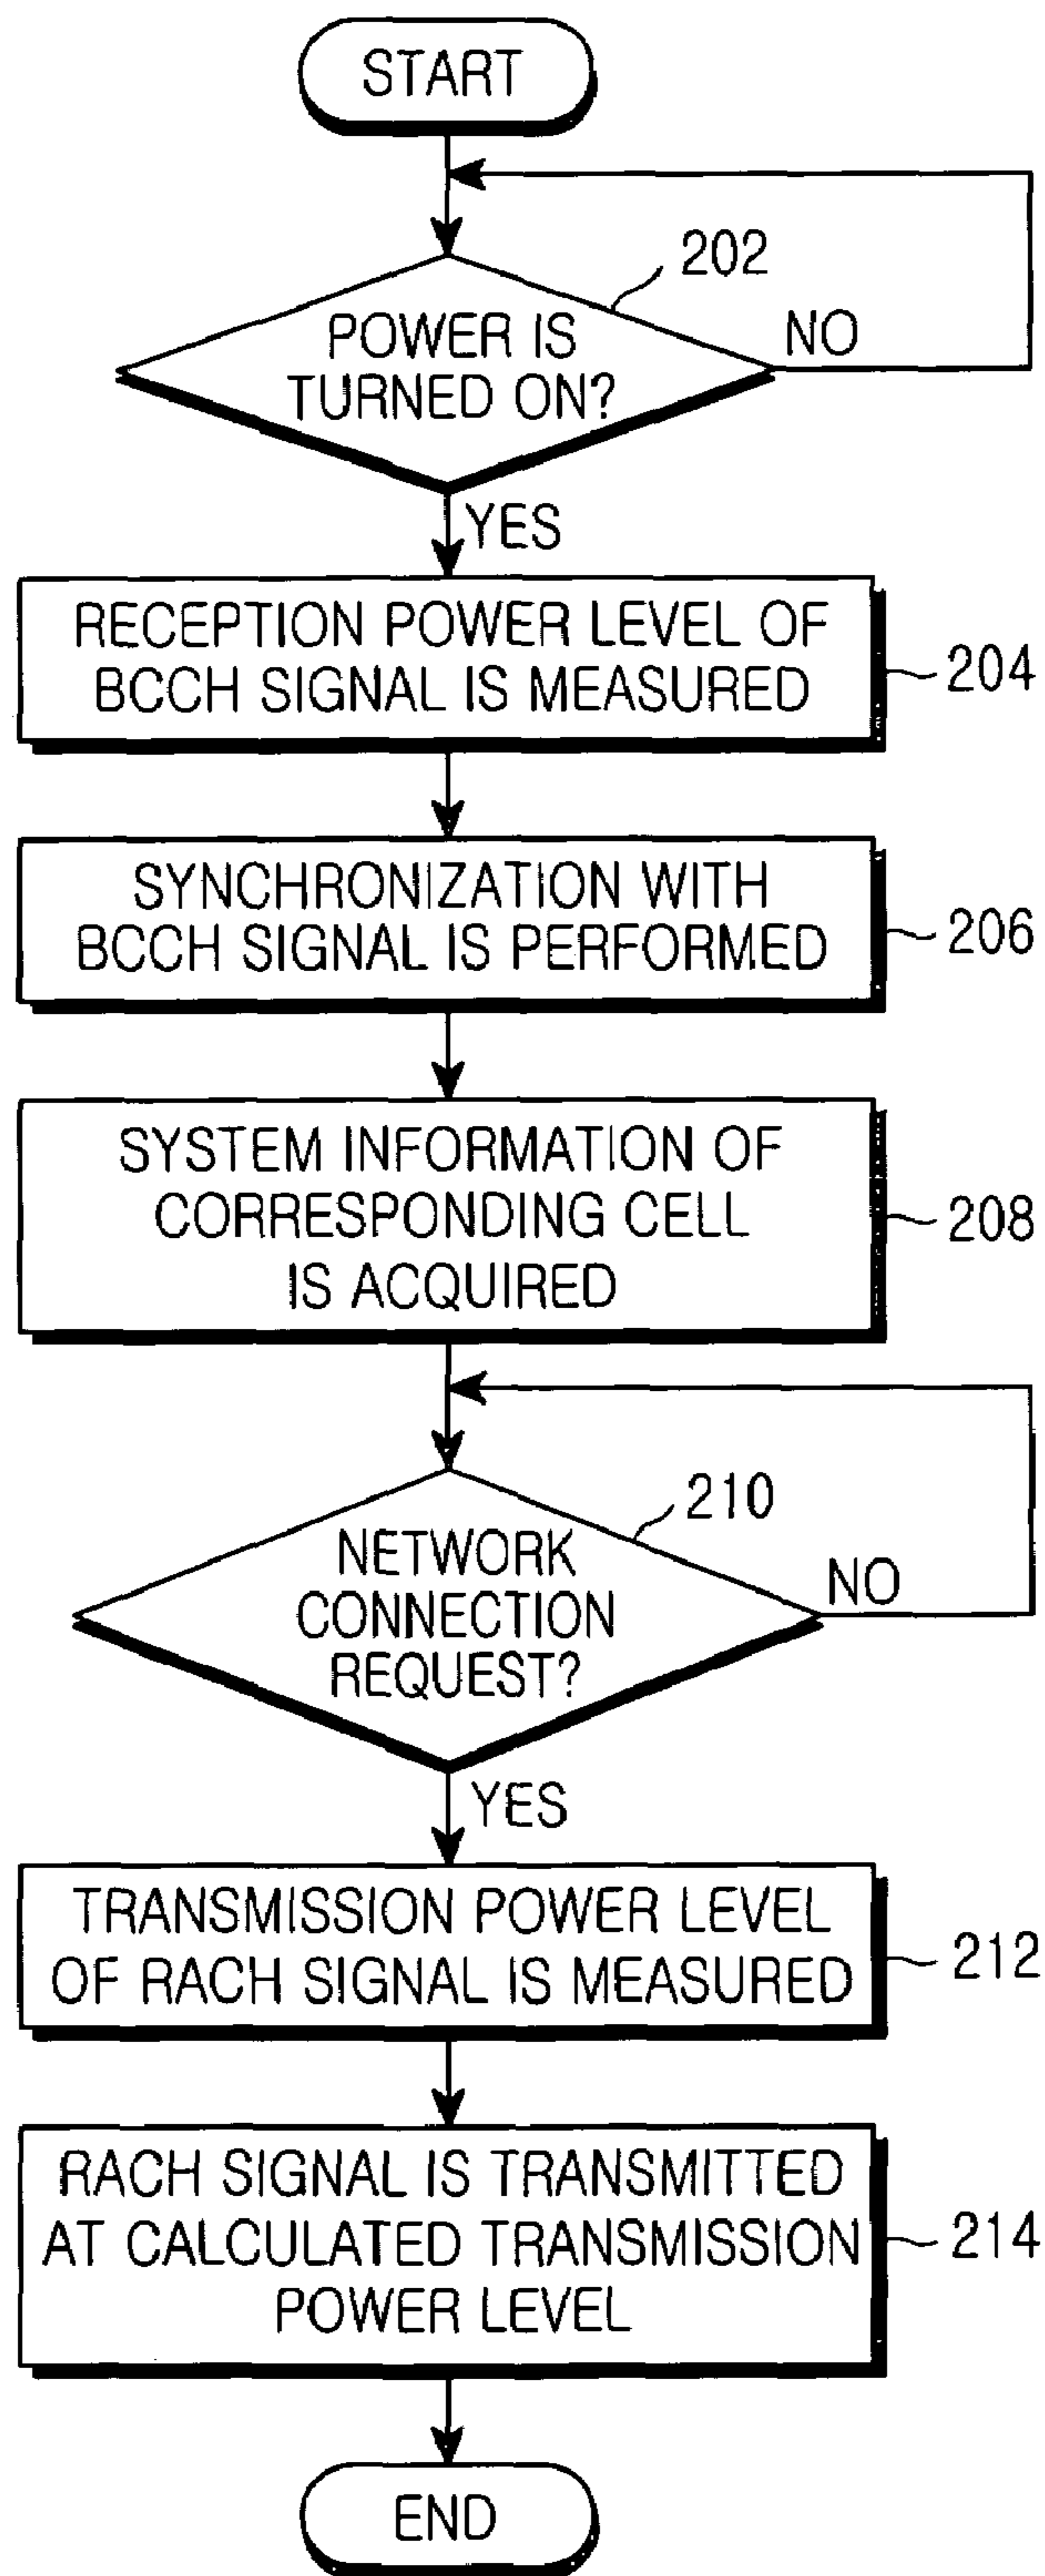 START
202
POWER IS
TURNED ON?
NO
YES
RECEPTION POWER LEVEL OF
BCCH SIGNAL IS MEASURED
204
SYNCHRONIZATION WITH
BCCH SIGNAL IS PERFORMED
206
SYSTEM INFORMATION OF
CORRESPONDING CELL
IS ACQUIRED
208
210
NETWORK
CONNECTION
REQUEST?
NO
YES
TRANSMISSION POWER LEVEL
OF RACH SIGNAL IS MEASURED
212
RACH SIGNAL IS TRANSMITTED
AT CALCULATED TRANSMISSION
POWER LEVEL
214
END